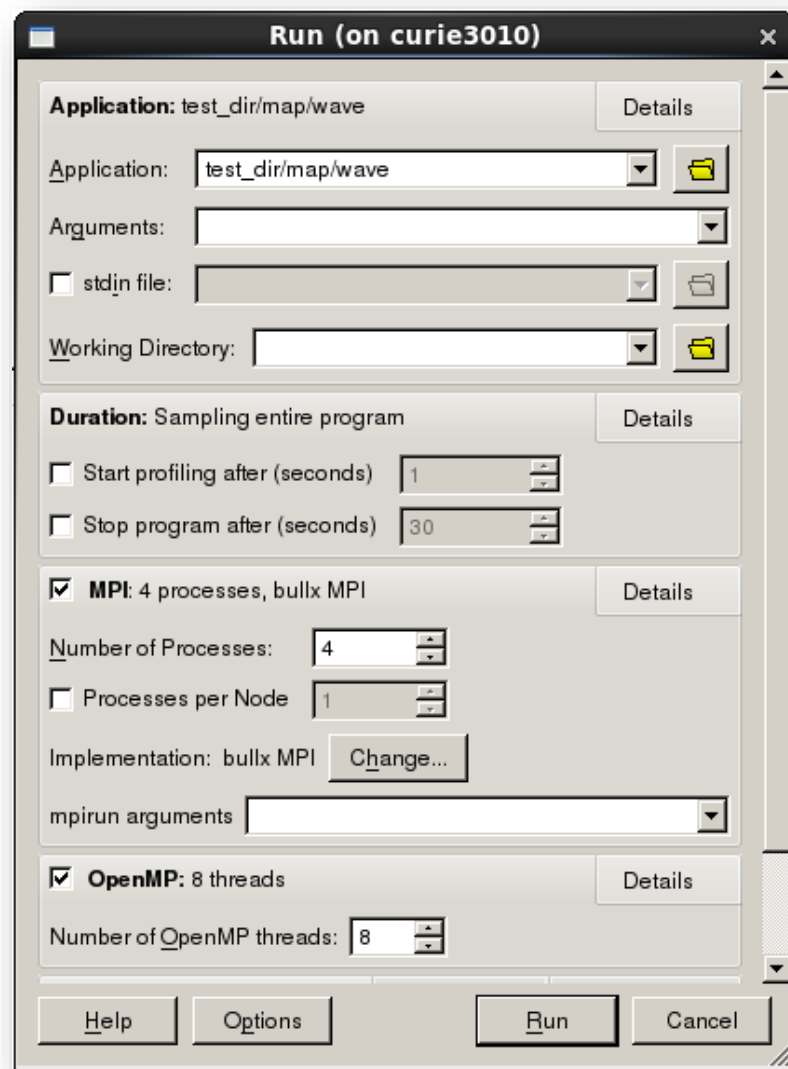 Run (on curie3010)
Application: test_dir/map/wave Details
Application: test_dir/map/wave
Arguments:
stdin file:
Working Directory:
Duration: Sampling entire program Details
Start profiling after (seconds) 1
Stop program after (seconds) 30
MPI: 4 processes, bullx MPI Details
Number of Processes: 4
Processes per Node 1
Implementation: bullx MPI Change...
mpirun arguments
OpenMP: 8 threads Details
Number of OpenMP threads: 8
Help Options Run Cancel